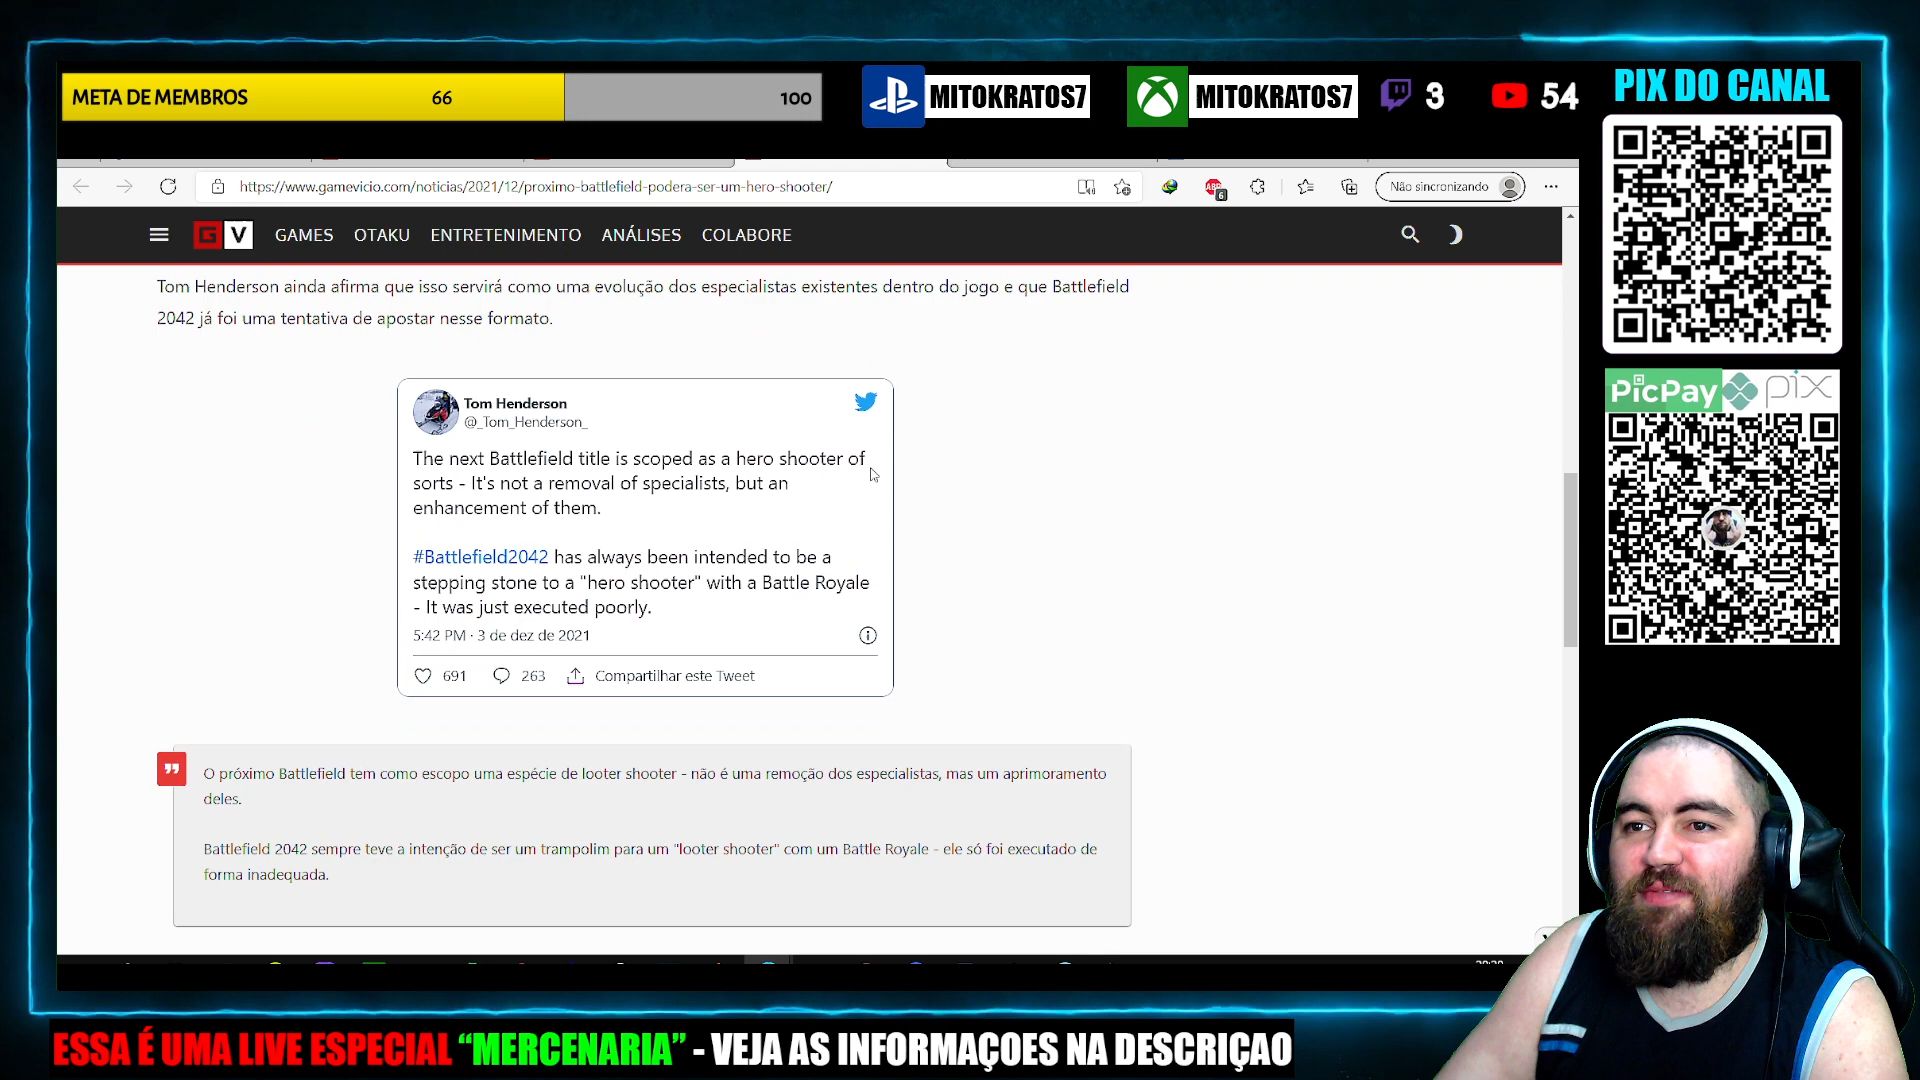 META DE MEMBROS 66 100
MITOKRATOS7
MITOKRATOS7
3
54
PIX DO CANAL
https://www.gamevicio.com/noticias/2021/12/proximo-battlefield-podera-ser-um-hero-shooter/
ABP
6
Não sincronizando
G V
GAMES OTAKU ENTRETENIMENTO ANÁLISES COLABORE
Tom Henderson ainda afirma que isso servirá como uma evolução dos especialistas existentes dentro do jogo e que Battlefield
2042 já foi uma tentativa de apostar nesse formato.
PicPay pix
Tom Henderson
@_Tom_Henderson_
The next Battlefield title is scoped as a hero shooter of
sorts - It's not a removal of specialists, but an
enhancement of them.
#Battlefield2042 has always been intended to be a
stepping stone to a "hero shooter" with a Battle Royale
- It was just executed poorly.
5:42 PM · 3 de dez de 2021
691 263 Compartilhar este Tweet
O próximo Battlefield tem como escopo uma espécie de looter shooter - não é uma remoção dos especialistas, mas um aprimoramento
deles.
Battlefield 2042 sempre teve a intenção de ser um trampolim para um "looter shooter" com um Battle Royale - ele só foi executado de
forma inadequada.
ESSA É UMA LIVE ESPECIAL “MERCENARIA” - VEJA AS INFORMAÇOES NA DESCRIÇAO